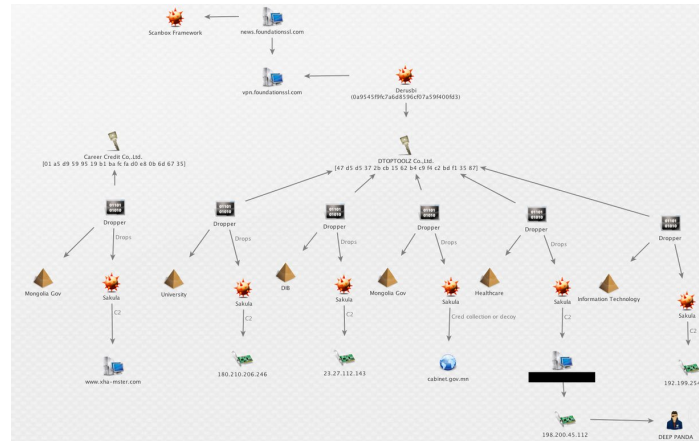 Scanbox Framework
news.foundationssl.com
vpn.foundationssl.com
Derusbi
(0a9545f9fc7a6d8596cf07a59f400fd3)
Career Credit Co.,Ltd.
[01 a5 d9 59 95 19 b1 ba fc fa d0 e8 0b 6d 67 35]
DTOPTOOLZ Co.,Ltd.
[47 d5 d5 37 2b cb 15 62 b4 c9 f4 c2 bd f1 35 87]
Dropper
Dropper
Dropper
Dropper
Dropper
Dropper
Drops
Drops
Drops
Drops
Drops
Mongolia Gov
Sakula
University
Sakula
DIB
Sakula
Mongolia Gov
Sakula
Healthcare
Sakula
Information Technology
Sakula
C2
C2
C2
Cred collection or decoy
C2
C2
www.xha-mster.com
180.210.206.246
23.27.112.143
cabinet.gov.mn
192.199.254
198.200.45.112
DEEP PANDA